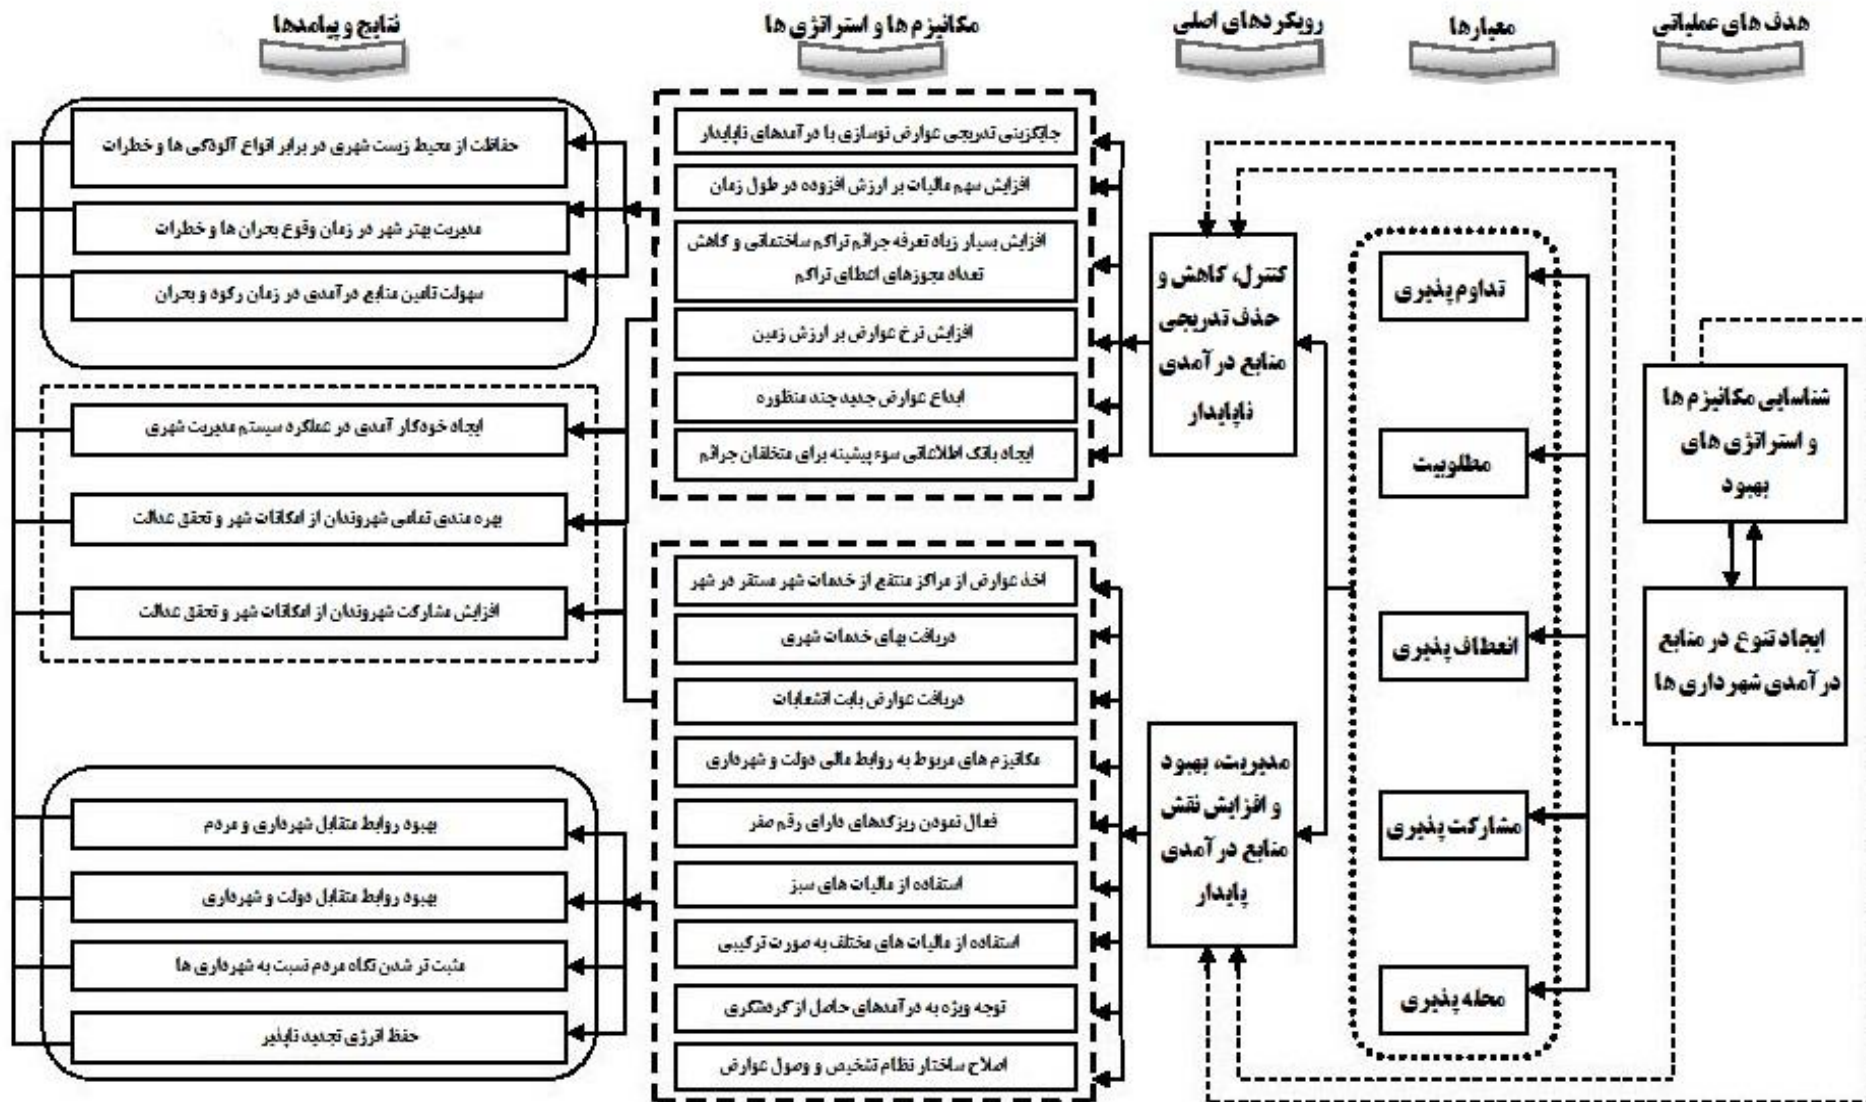 هدف های عملیاتی
معیارها
رویکردهای اصلی
مکانیزم ها و استراتژی ها
نتایج و پیامدها
شناسایی مکانیزم ها
و استراتژی های
بهبود
ایجاد تنوع در منابع
درآمدی شهرداری ها
تداوم پذیری
مطلوبیت
انعطاف پذیری
مشارکت پذیری
محله پذیری
کنترل، کاهش و
حذف تدریجی
منابع درآمدی
ناپایدار
مدیریت، بهبود
و افزایش نقش
منابع درآمدی
پایدار
جایگزینی تدریجی عوارض نوسازی با درآمدهای ناپایدار
افزایش سهم مالیات بر ارزش افزوده در طول زمان
افزایش بسیار زیاد تعرفه جرائم تراکم ساختمانی و کاهش
تعداد مجوزهای اعطای تراکم
افزایش نرخ عوارض بر ارزش زمین
ابداع عوارض جدید چند منظوره
ایجاد بانک اطلاعاتی سوء پیشینه برای متخلفان جرائم
اخذ عوارض از مراکز منتفع از خدمات شهر مستقر در شهر
دریافت بهای خدمات شهری
دریافت عوارض بابت انشعابات
مکانیزم های مربوط به روابط مالی دولت و شهرداری
فعال نمودن ریزکدهای دارای رقم صفر
استفاده از مالیات های سبز
استفاده از مالیات های مختلف به صورت ترکیبی
توجه ویژه به درآمدهای حاصل از گردشگری
اصلاح ساختار نظام تشخیص و وصول عوارض
حفاظت از محیط زیست شهری در برابر انواع آلودگی ها و خطرات
مدیریت بهتر شهر در زمان وقوع بحران ها و خطرات
سهولت تامین منابع درآمدی در زمان رکود و بحران
ایجاد خودکار آمدی در عملکرد سیستم مدیریت شهری
بهره مندی تمامی شهروندان از امکانات شهر و تحقق عدالت
افزایش مشارکت شهروندان از امکانات شهر و تحقق عدالت
بهبود روابط متقابل شهرداری و مردم
بهبود روابط متقابل دولت و شهرداری
مثبت تر شدن نگاه مردم نسبت به شهرداری ها
حفظ انرژی تجدید ناپذیر